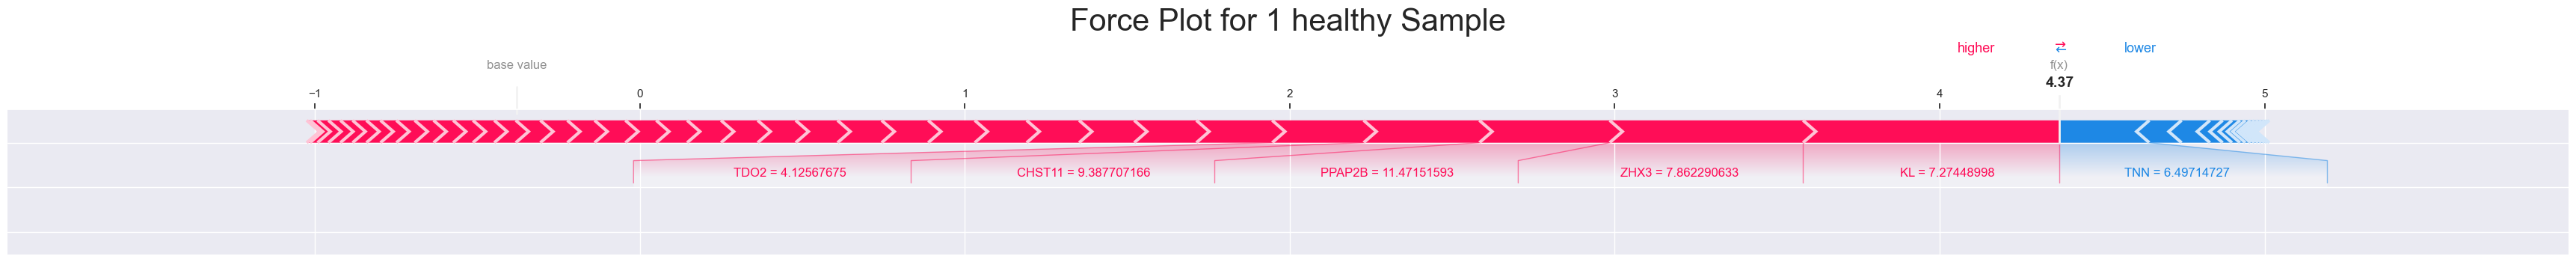 Force Plot for 1 healthy Sample
higher ⇄ lower
base value f(x)
4.37
−1 0 1 2 3 4 5
TDO2 = 4.12567675 CHST11 = 9.387707166 PPAP2B = 11.47151593 ZHX3 = 7.862290633 KL = 7.27448998 TNN = 6.49714727